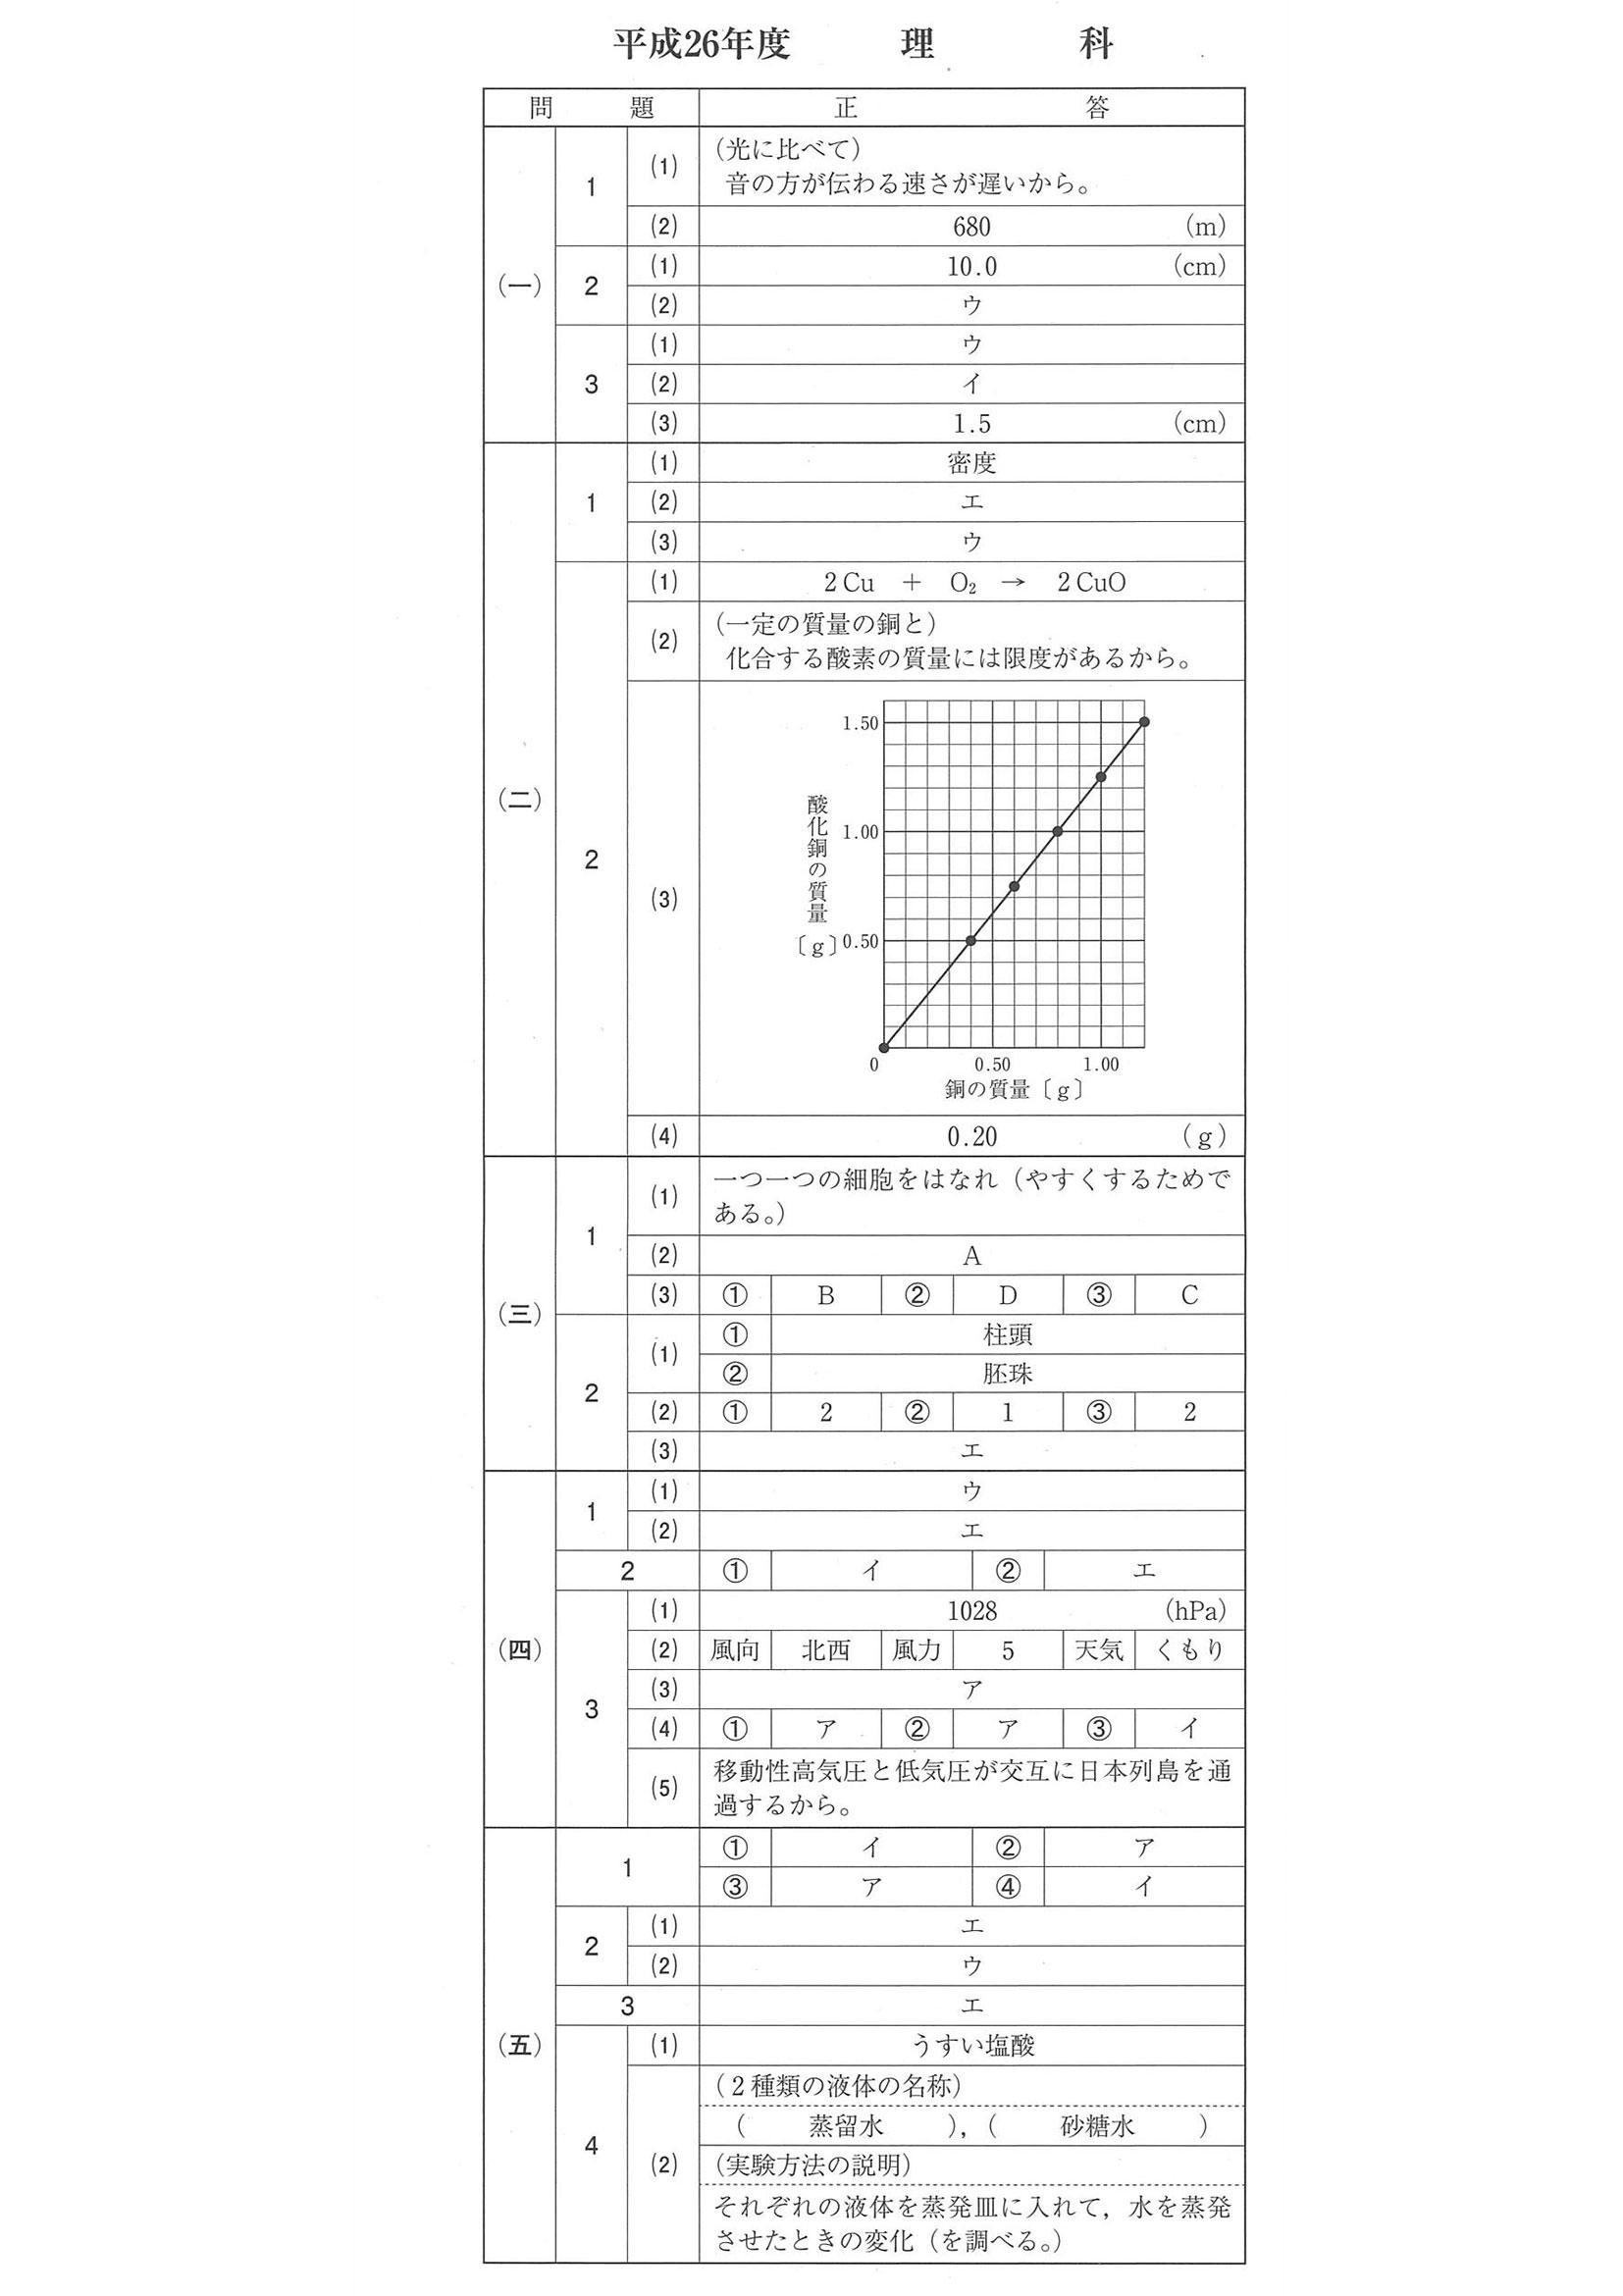 平成26年度 理 科
問 題 正 答
(一) 1 (1) (光に比べて)
音の方が伝わる速さが遅いから。
(2) 680 (m)
2 (1) 10.0 (cm)
(2) ウ
3 (1) ウ
(2) イ
(3) 1.5 (cm)
(二) 1 (1) 密度
(2) エ
(3) ウ
2 (1) 2Cu + O₂ → 2CuO
(2) (一定の質量の銅と)
化合する酸素の質量には限度があるから。
(3)
酸化銅の質量〔g〕
1.50
1.00
0.50
0 0.50 1.00
銅の質量〔g〕
(4) 0.20 (g)
(三) 1 (1) 一つ一つの細胞をはなれ(やすくするためで
ある。)
(2) A
(3) ① B ② D ③ C
2 (1) ① 柱頭
② 胚珠
(2) ① 2 ② 1 ③ 2
(3) エ
(四) 1 (1) ウ
(2) エ
2 ① イ ② エ
3 (1) 1028 (hPa)
(2) 風向 北西 風力 5 天気 くもり
(3) ア
(4) ① ア ② ア ③ イ
(5) 移動性高気圧と低気圧が交互に日本列島を通
過するから。
(五) 1 ① イ ② ア
③ ア ④ イ
2 (1) エ
(2) ウ
3 エ
4 (1) うすい塩酸
(2) (2種類の液体の名称)
( 蒸留水 ), ( 砂糖水 )
(実験方法の説明)
それぞれの液体を蒸発皿に入れて,水を蒸発
させたときの変化(を調べる。)